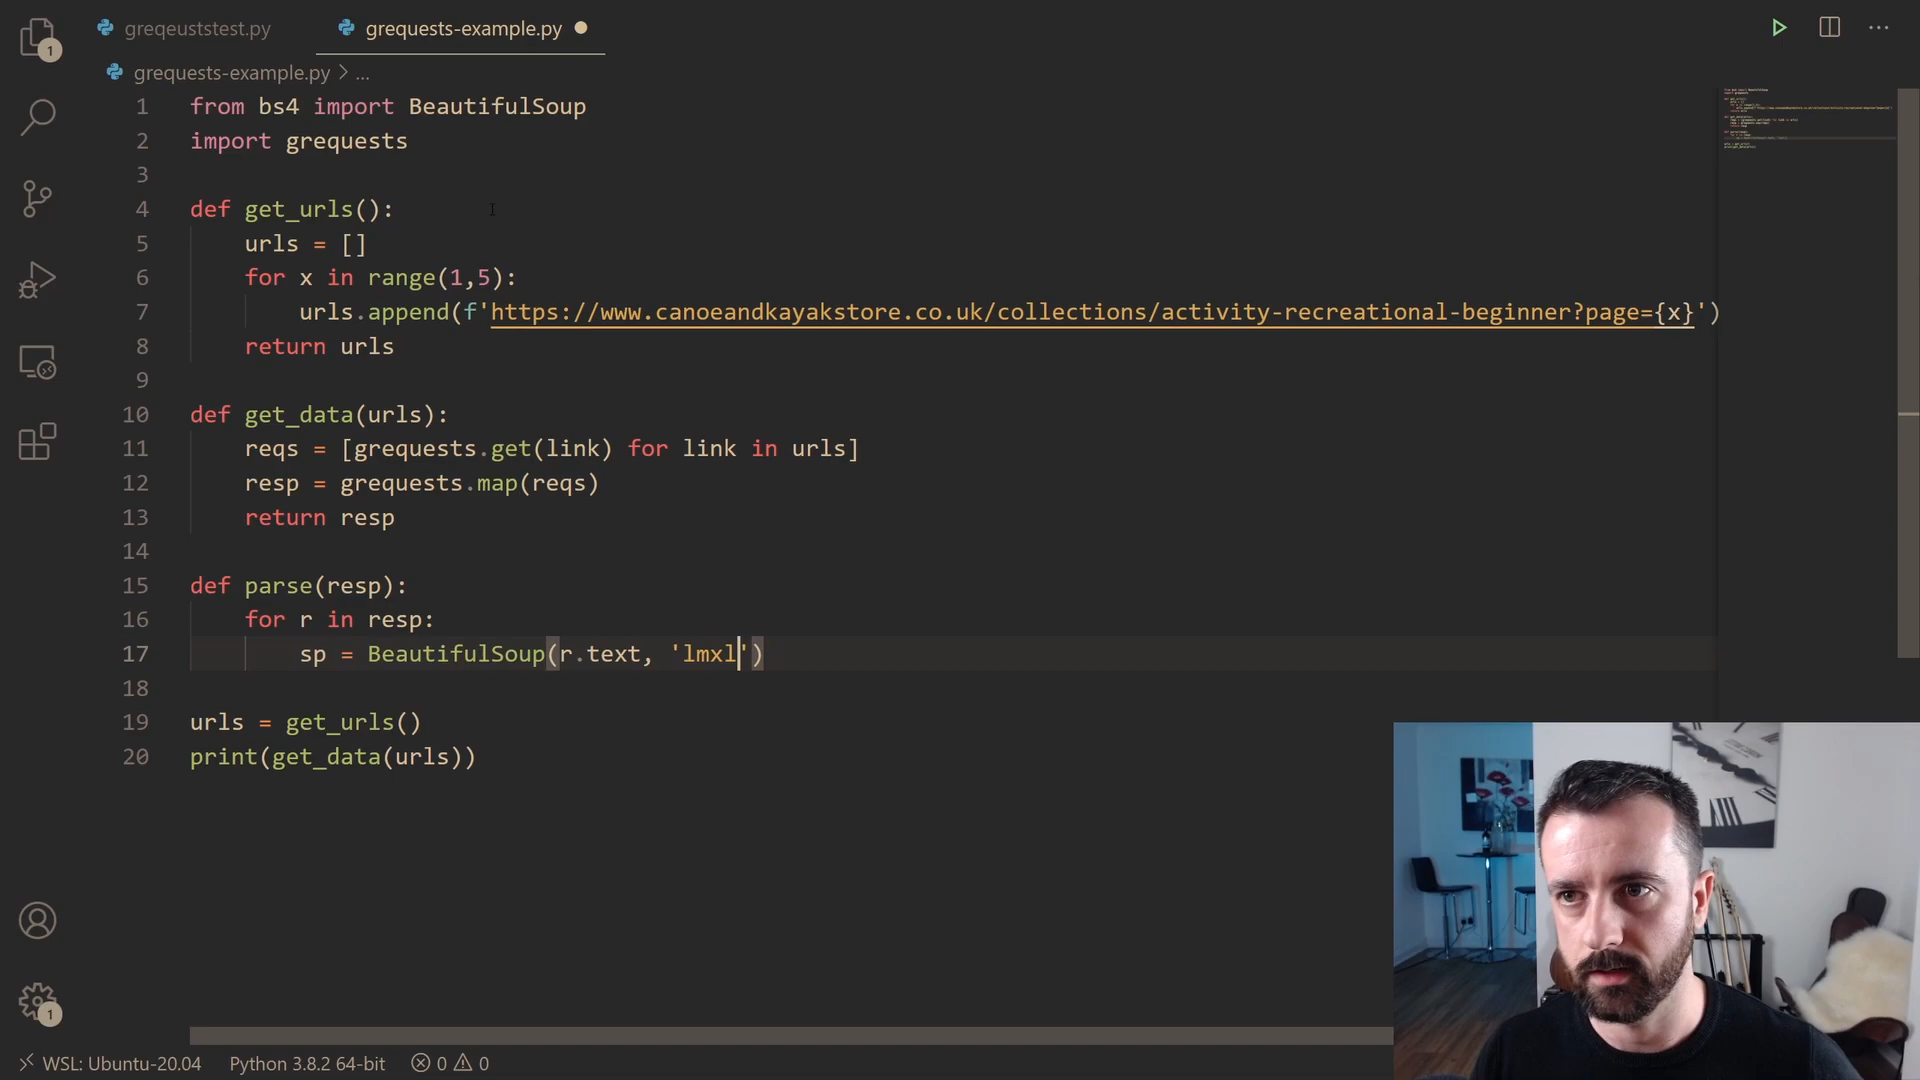 greqeuststest.py
grequests-example.py
grequests-example.py > ...
1 from bs4 import BeautifulSoup
2 import grequests
3
4 def get_urls():
5     urls = []
6     for x in range(1,5):
7         urls.append(f'https://www.canoeandkayakstore.co.uk/collections/activity-recreational-beginner?page={x}')
8     return urls
9
10 def get_data(urls):
11     reqs = [grequests.get(link) for link in urls]
12     resp = grequests.map(reqs)
13     return resp
14
15 def parse(resp):
16     for r in resp:
17         sp = BeautifulSoup(r.text, 'lmxl')
18
19 urls = get_urls()
20 print(get_data(urls))
1
1
WSL: Ubuntu-20.04 Python 3.8.2 64-bit 0 0